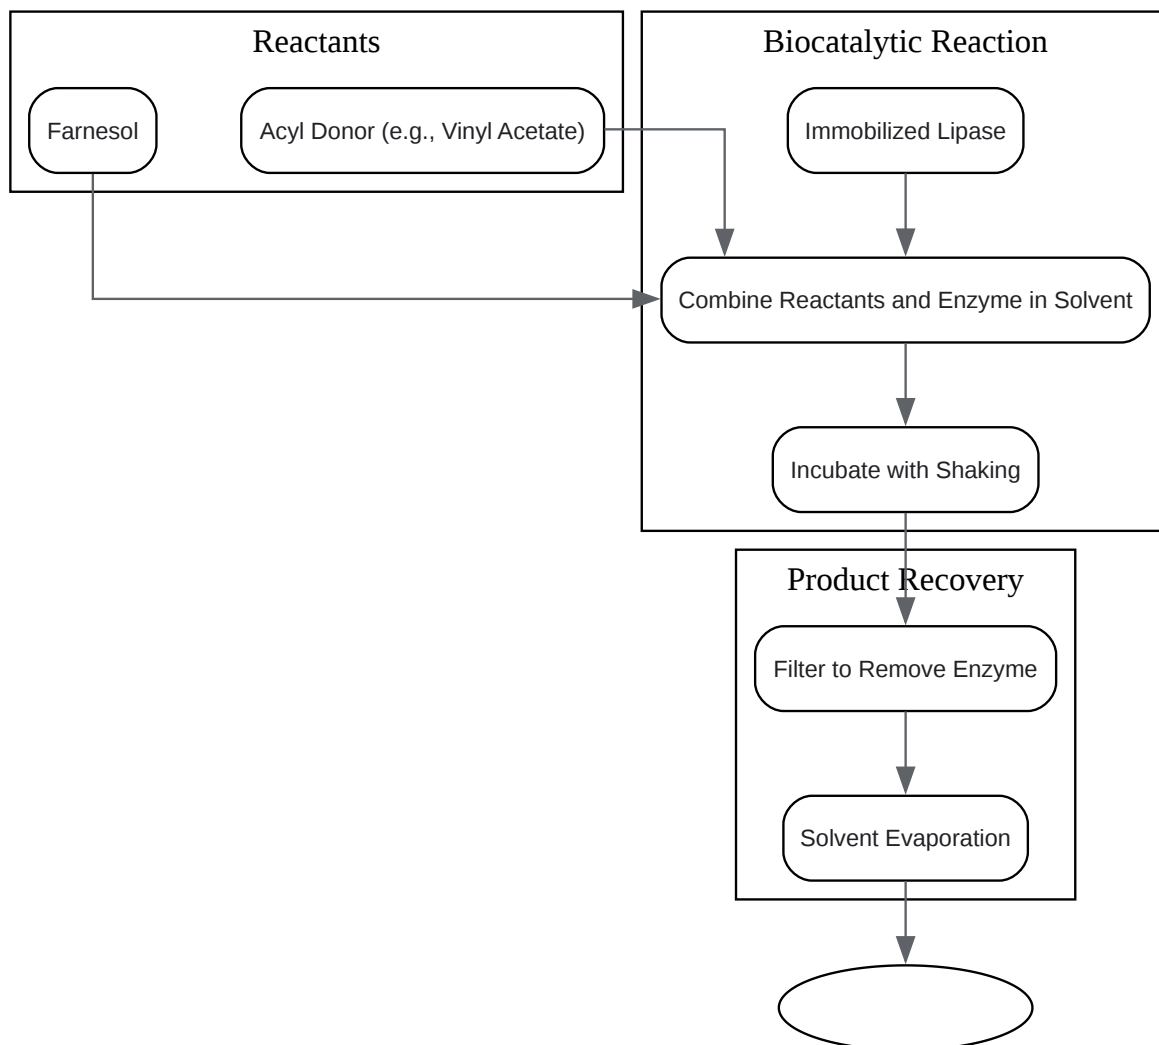 Reactants
Farnesol
Acyl Donor (e.g., Vinyl Acetate)
Biocatalytic Reaction
Immobilized Lipase
Combine Reactants and Enzyme in Solvent
Incubate with Shaking
Product Recovery
Filter to Remove Enzyme
Solvent Evaporation